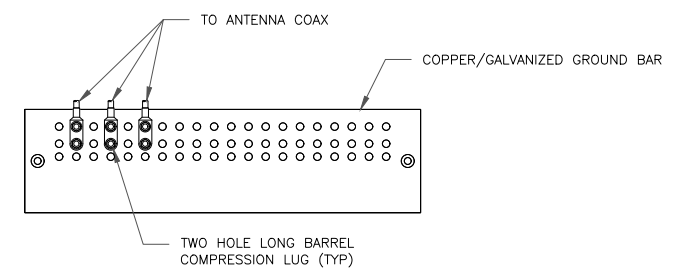 TO ANTENNA COAX
COPPER/GALVANIZED GROUND BAR
TWO HOLE LONG BARREL
COMPRESSION LUG (TYP)